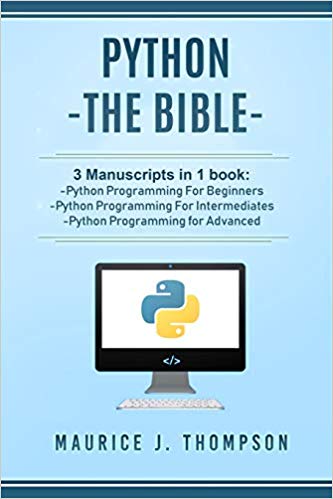 PYTHON
-THE BIBLE-
3 Manuscripts in 1 book:
-Python Programming For Beginners
-Python Programming For Intermediates
-Python Programming for Advanced
</>
MAURICE J. THOMPSON